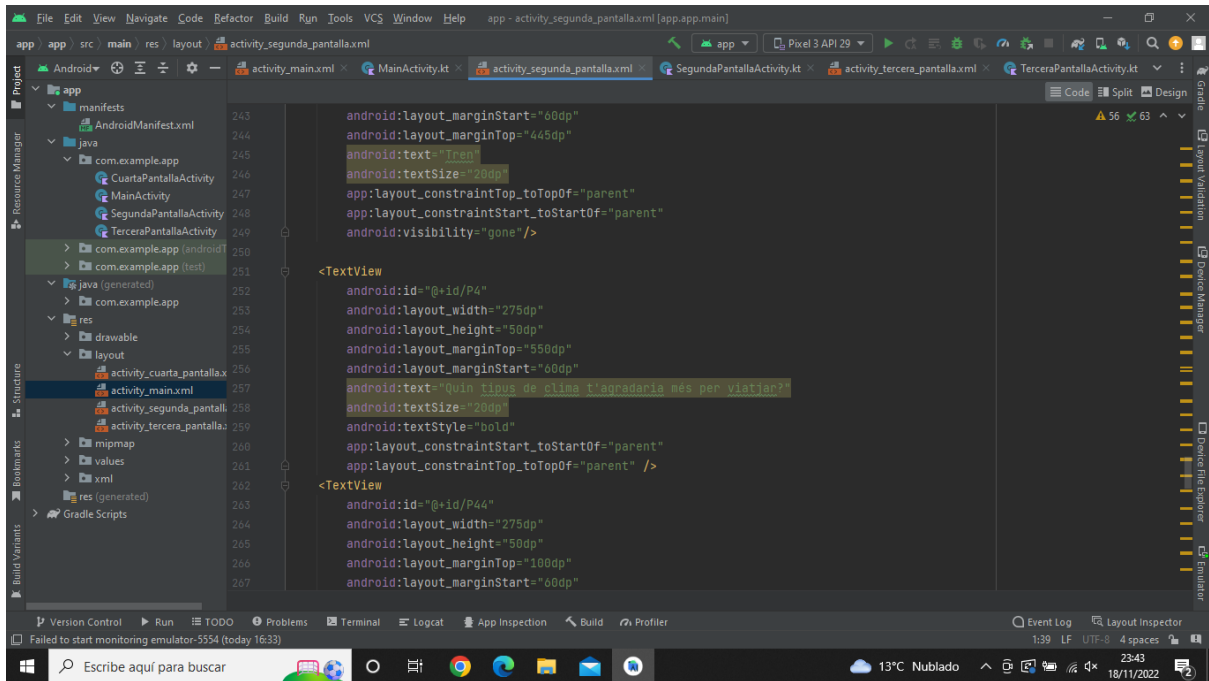 File Edit View Navigate Code Refactor Build Run Tools VCS Window Help app - activity_segunda_pantalla.xml [app.app.main]
app app src main res layout activity_segunda_pantalla.xml app Pixel 3 API 29
Android activity_main.xml MainActivity.kt activity_segunda_pantalla.xml SegundaPantallaActivity.kt activity_tercera_pantalla.xml TerceraPantallaActivity.kt
Code Split Design
56 63
Project
Resource Manager
Structure
Bookmarks
Build Variants
app
manifests
AndroidManifest.xml
java
com.example.app
CuartaPantallaActivity
MainActivity
SegundaPantallaActivity
TerceraPantallaActivity
com.example.app (androidT
com.example.app (test)
java (generated)
com.example.app
res
drawable
layout
activity_cuarta_pantalla.x
activity_main.xml
activity_segunda_pantall
activity_tercera_pantalla.
mipmap
values
xml
res (generated)
Gradle Scripts
243 android:layout_marginStart="60dp"
244 android:layout_marginTop="445dp"
245 android:text="Tren"
246 android:textSize="20dp"
247 app:layout_constraintTop_toTopOf="parent"
248 app:layout_constraintStart_toStartOf="parent"
249 android:visibility="gone"/>
250
251 <TextView
252 android:id="@+id/P4"
253 android:layout_width="275dp"
254 android:layout_height="50dp"
255 android:layout_marginTop="550dp"
256 android:layout_marginStart="60dp"
257 android:text="Quin tipus de clima t'agradaria més per viatjar?"
258 android:textSize="20dp"
259 android:textStyle="bold"
260 app:layout_constraintStart_toStartOf="parent"
261 app:layout_constraintTop_toTopOf="parent" />
262 <TextView
263 android:id="@+id/P44"
264 android:layout_width="275dp"
265 android:layout_height="50dp"
266 android:layout_marginTop="100dp"
267 android:layout_marginStart="60dp"
Gradle
Layout Validation
Device Manager
Device File Explorer
Emulator
Version Control Run TODO Problems Terminal Logcat App Inspection Build Profiler Event Log Layout Inspector
Failed to start monitoring emulator-5554 (today 16:33) 1:39 LF UTF-8 4 spaces
Escribe aquí para buscar 13°C Nublado 23:43
18/11/2022
2